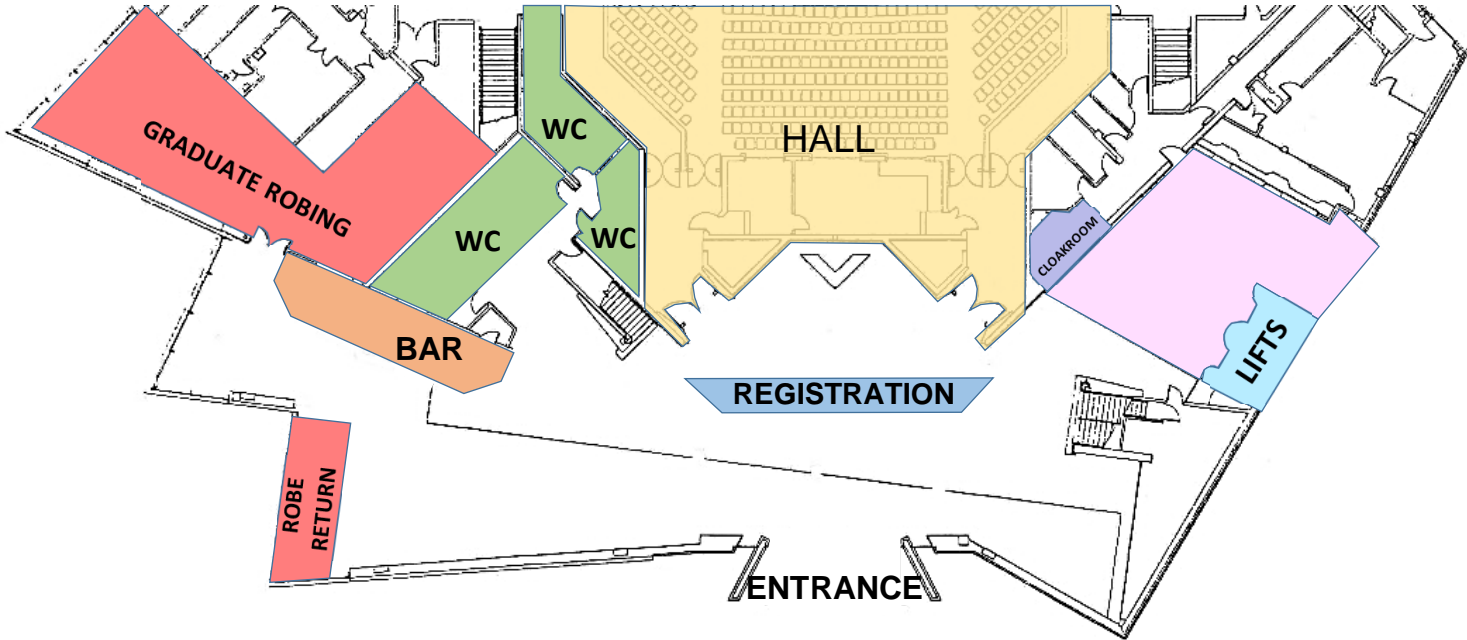 WC
HALL
GRADUATE ROBING
WC
WC
CLOAKROOM
BAR
LIFTS
REGISTRATION
ROBE
RETURN
ENTRANCE